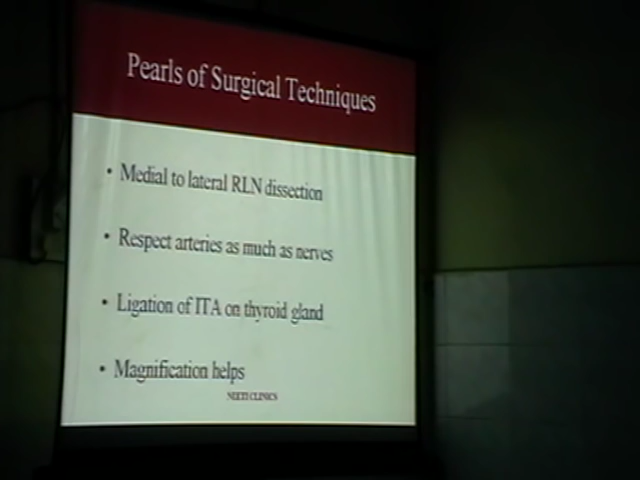 Pearls of Surgical Techniques
• Medial to lateral RLN dissection
• Respect arteries as much as nerves
• Ligation of ITA on thyroid gland
• Magnification helps
NEETI CLINICS